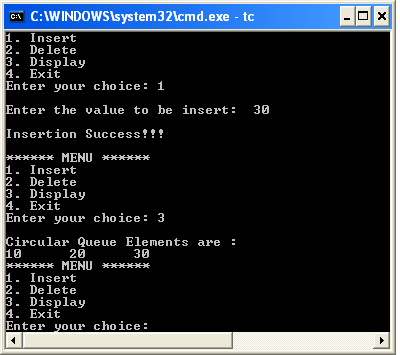 C:\WINDOWS\system32\cmd.exe - tc
1. Insert
2. Delete
3. Display
4. Exit
Enter your choice: 1
Enter the value to be insert:  30
Insertion Success!!!
****** MENU ******
1. Insert
2. Delete
3. Display
4. Exit
Enter your choice: 3
Circular Queue Elements are :
10      20      30
****** MENU ******
1. Insert
2. Delete
3. Display
4. Exit
Enter your choice: